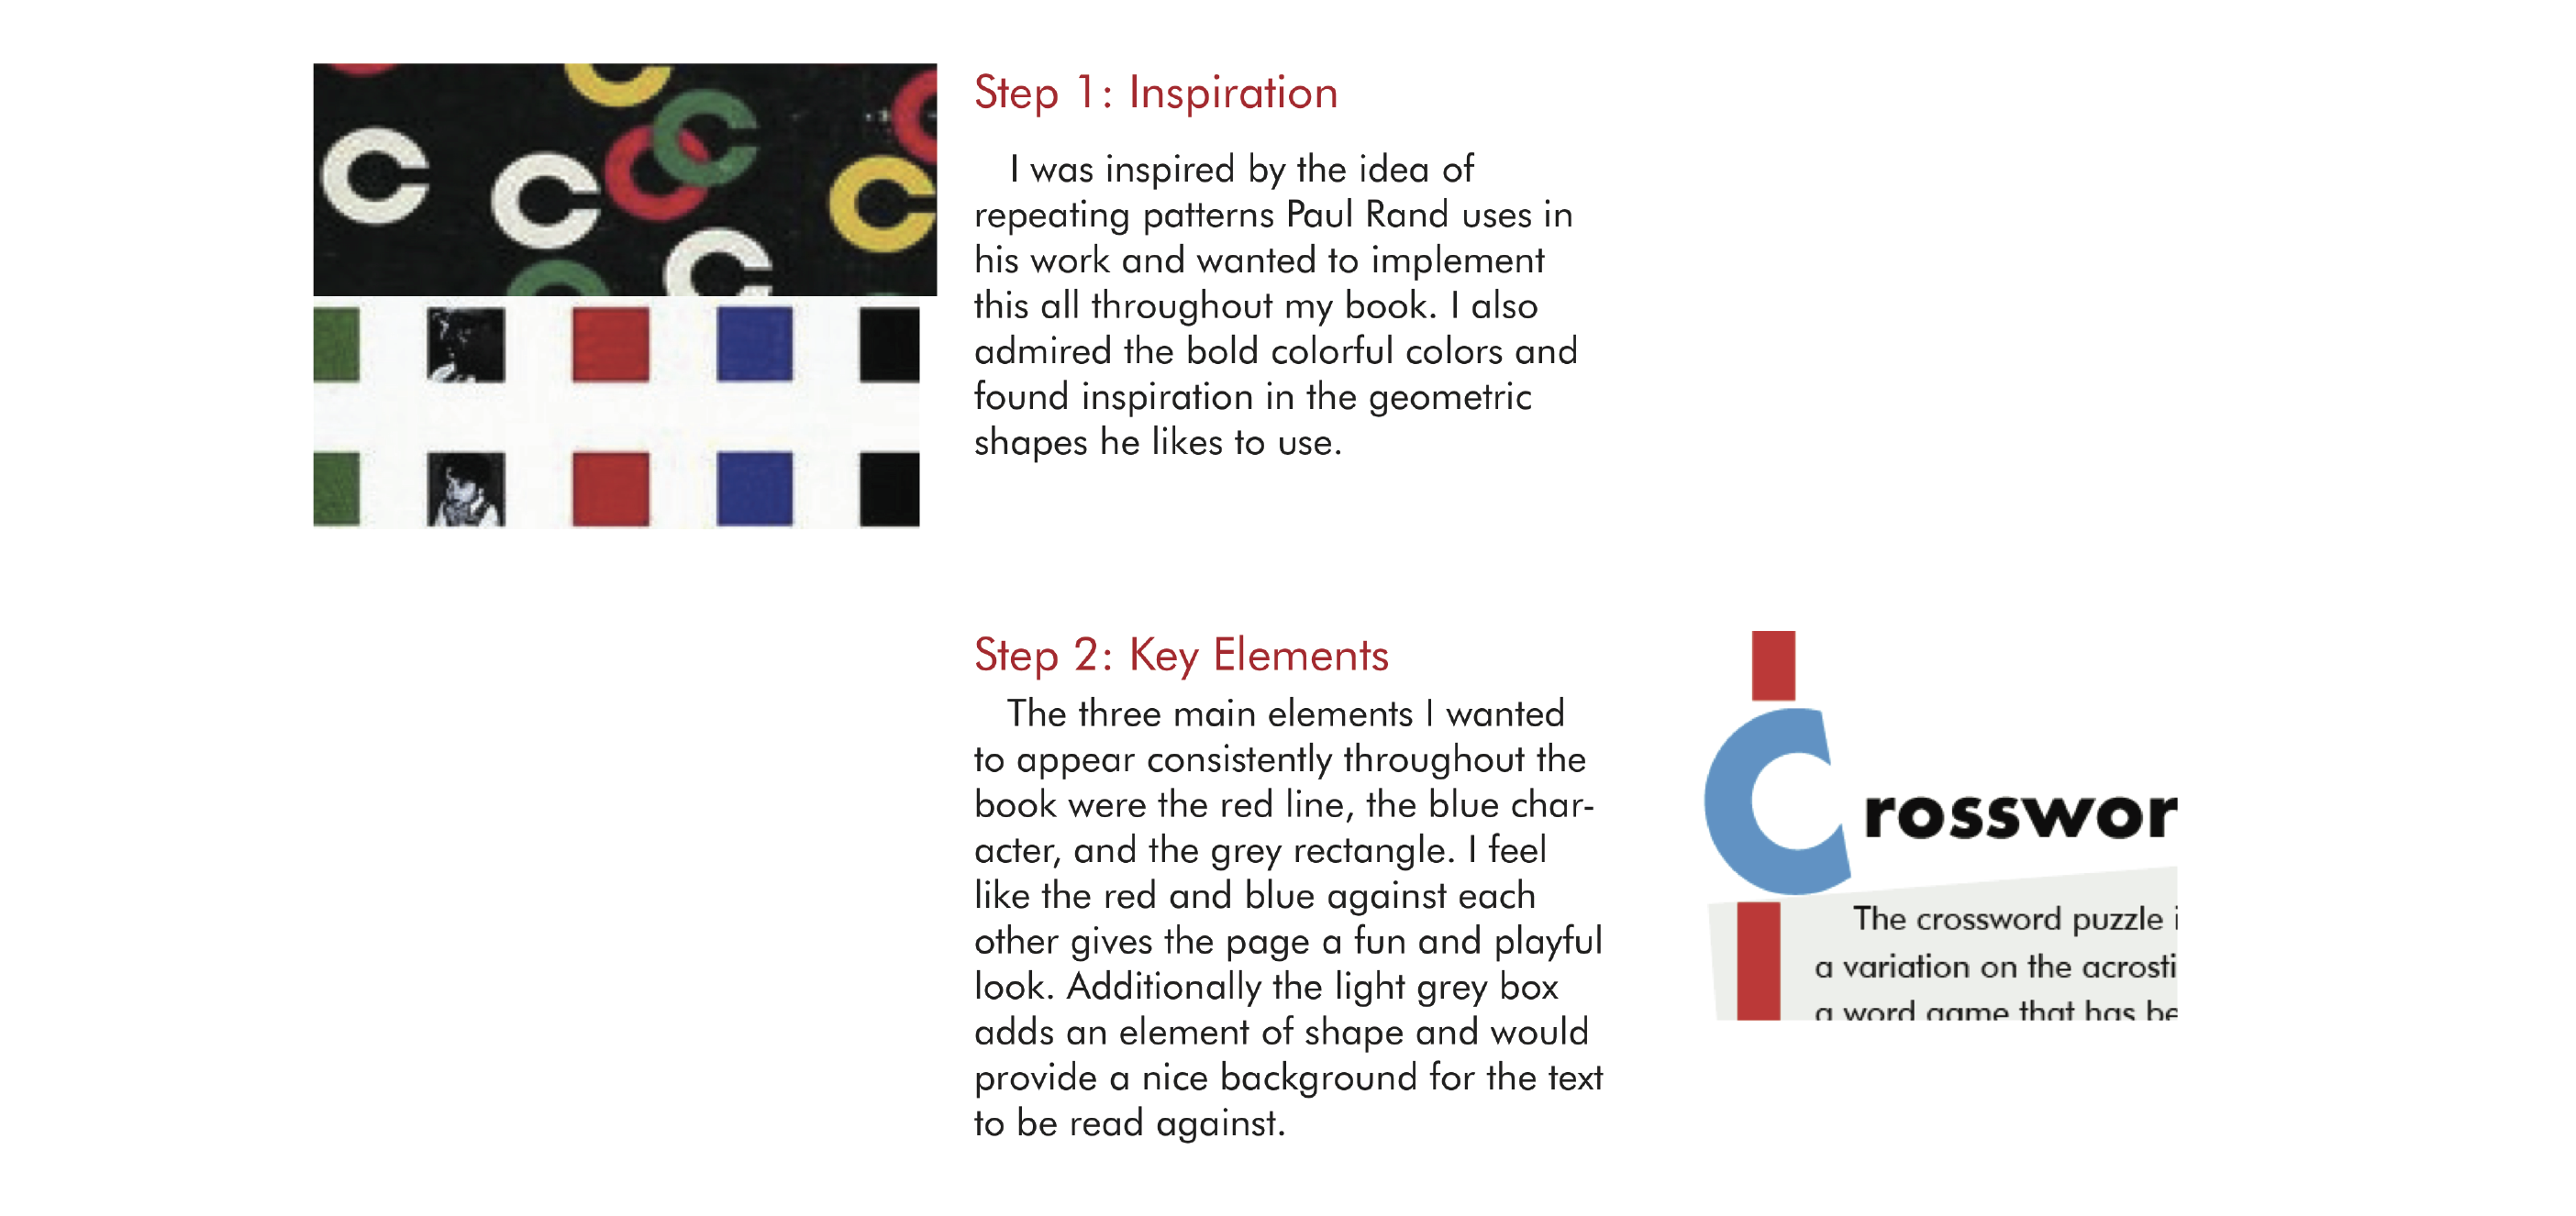 Step 1: Inspiration
I was inspired by the idea of
repeating patterns Paul Rand uses in
his work and wanted to implement
this all throughout my book. I also
admired the bold colorful colors and
found inspiration in the geometric
shapes he likes to use.
C C C C C C C C
Step 2: Key Elements
The three main elements I wanted
to appear consistently throughout the
book were the red line, the blue char-
acter, and the grey rectangle. I feel
like the red and blue against each
other gives the page a fun and playful
look. Additionally the light grey box
adds an element of shape and would
provide a nice background for the text
to be read against.
Crosswor
The crossword puzzle i
a variation on the acrosti
a word game that has be